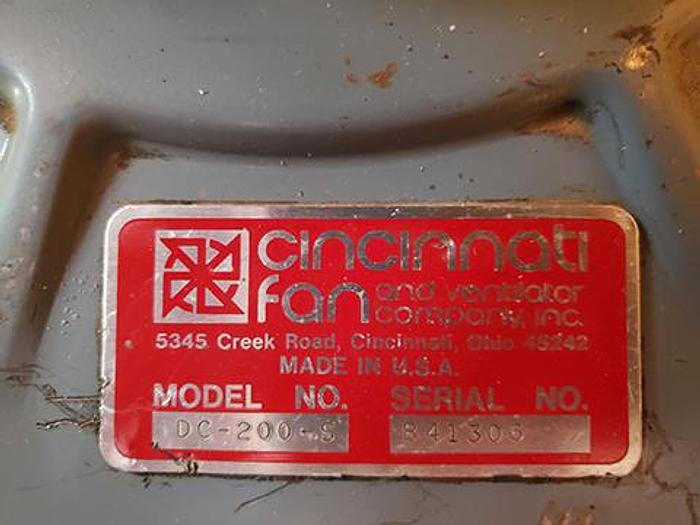 cincinnati
fan and ventilator
company, inc.
5345 Creek Road, Cincinnati, Ohio 45242
MADE IN U.S.A.
MODEL NO. SERIAL NO.
DC-200-S 841306